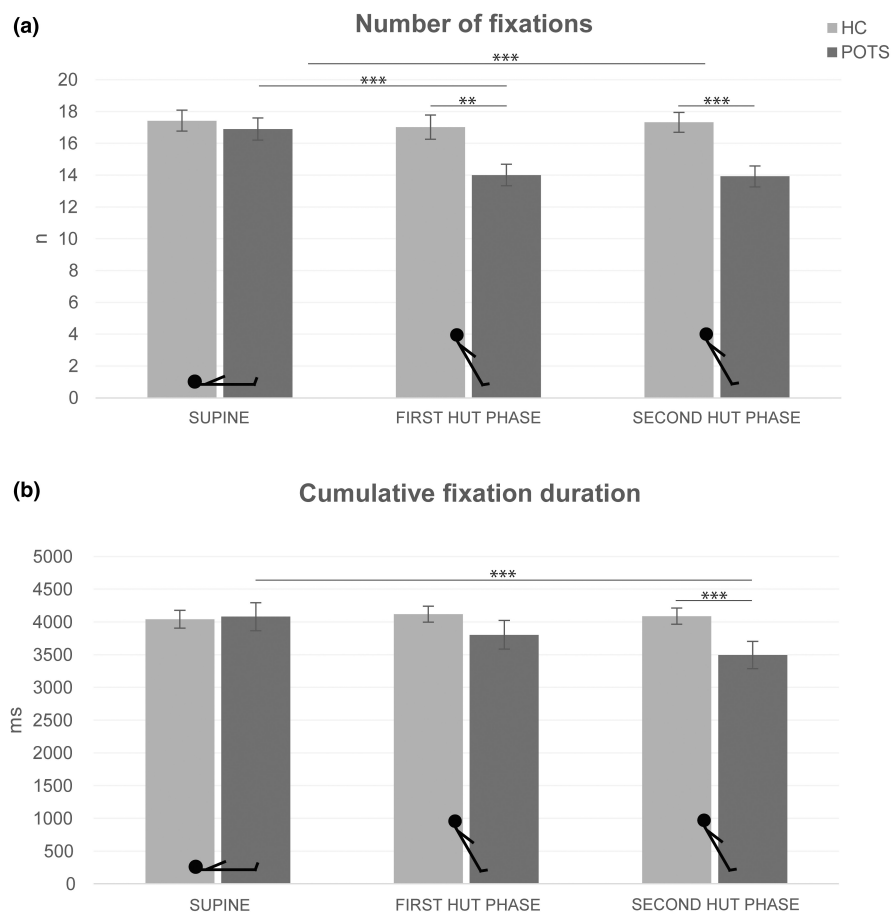 (a)
Number of fixations
HC
POTS
***
***
**
***
20
18
16
14
12
10
8
6
4
2
0
n
SUPINE
FIRST HUT PHASE
SECOND HUT PHASE
(b)
Cumulative fixation duration
***
***
5000
4500
4000
3500
3000
2500
2000
1500
1000
500
0
ms
SUPINE
FIRST HUT PHASE
SECOND HUT PHASE